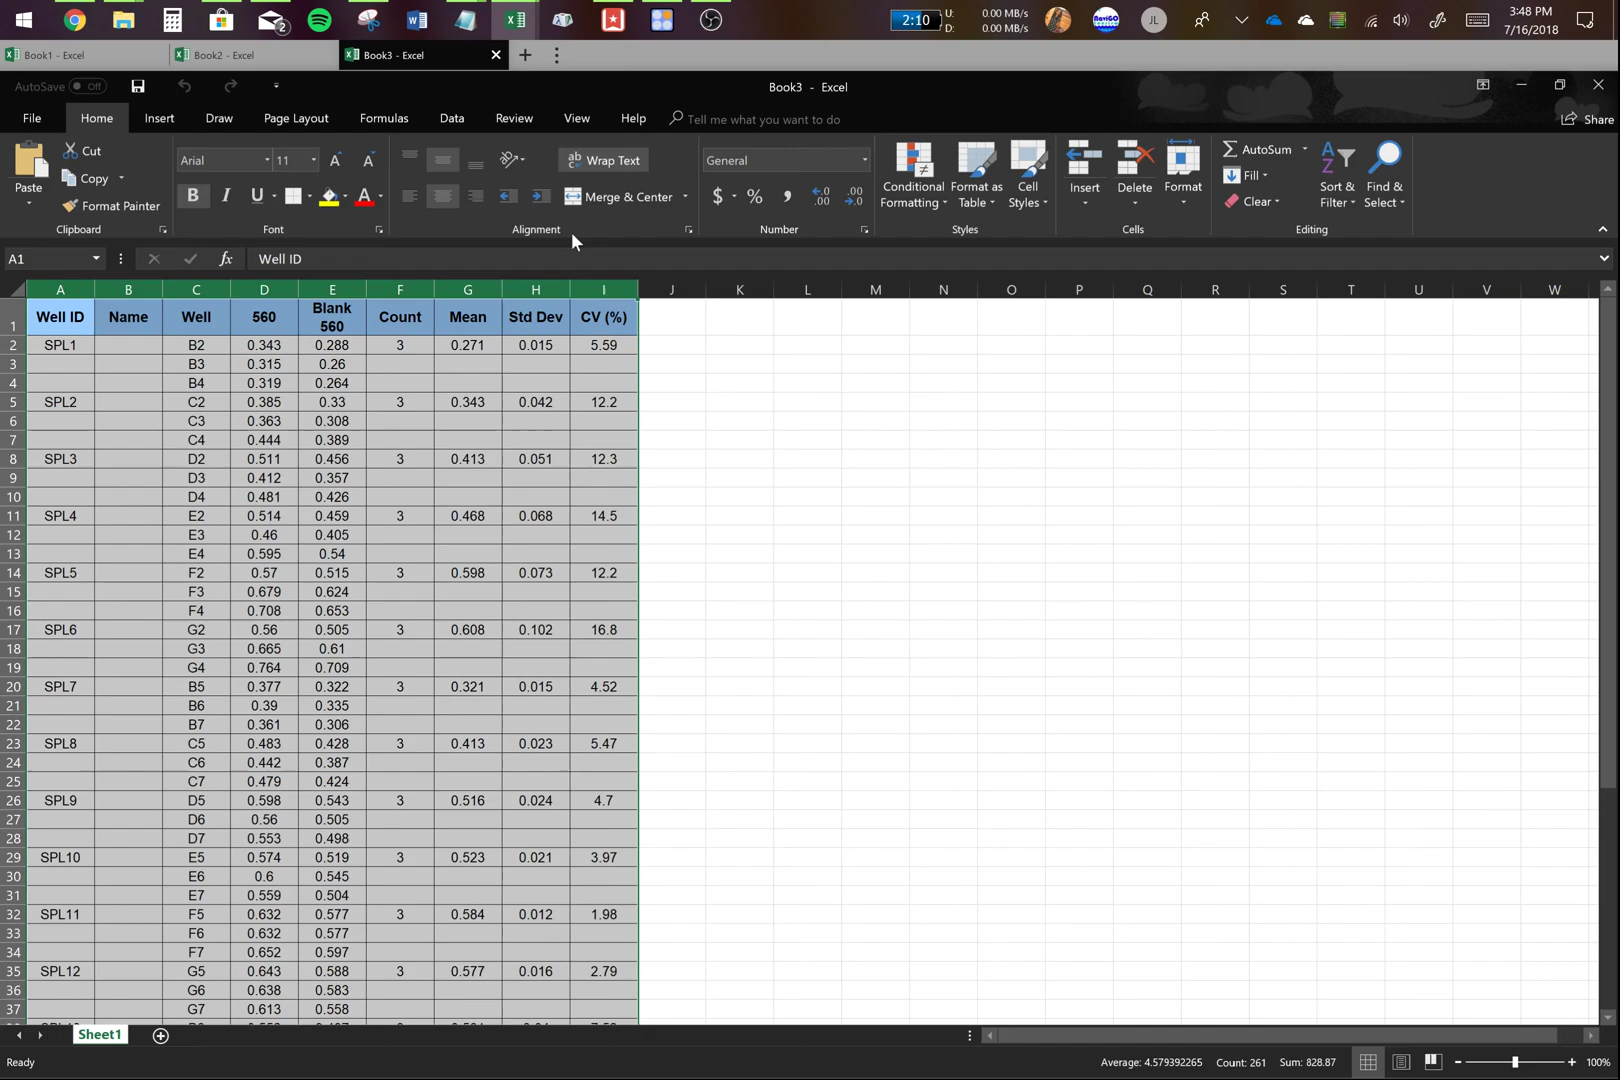 2
2:10 U: 0.00 MB/s
D: 0.00 MB/s
JL
3:48 PM
7/16/2018
Book1 - Excel
Book2 - Excel
Book3 - Excel
AutoSave Off
Book3 - Excel
File Home Insert Draw Page Layout Formulas Data Review View Help Tell me what you want to do Share
Paste
Cut
Copy
Format Painter
Clipboard
Arial 11
B I U
Font
ab Wrap Text
Merge & Center
Alignment
General
$ % ,
Number
Conditional Formatting
Format as Table
Cell Styles
Styles
Insert
Delete
Format
Cells
AutoSum
Fill
Clear
Sort & Filter
Find & Select
Editing
A1 fx Well ID
A B C D E F G H I J K L M N O P Q R S T U V W
1 Well ID Name Well 560 Blank 560 Count Mean Std Dev CV (%)
2 SPL1 B2 0.343 0.288 3 0.271 0.015 5.59
3 B3 0.315 0.26
4 B4 0.319 0.264
5 SPL2 C2 0.385 0.33 3 0.343 0.042 12.2
6 C3 0.363 0.308
7 C4 0.444 0.389
8 SPL3 D2 0.511 0.456 3 0.413 0.051 12.3
9 D3 0.412 0.357
10 D4 0.481 0.426
11 SPL4 E2 0.514 0.459 3 0.468 0.068 14.5
12 E3 0.46 0.405
13 E4 0.595 0.54
14 SPL5 F2 0.57 0.515 3 0.598 0.073 12.2
15 F3 0.679 0.624
16 F4 0.708 0.653
17 SPL6 G2 0.56 0.505 3 0.608 0.102 16.8
18 G3 0.665 0.61
19 G4 0.764 0.709
20 SPL7 B5 0.377 0.322 3 0.321 0.015 4.52
21 B6 0.39 0.335
22 B7 0.361 0.306
23 SPL8 C5 0.483 0.428 3 0.413 0.023 5.47
24 C6 0.442 0.387
25 C7 0.479 0.424
26 SPL9 D5 0.598 0.543 3 0.516 0.024 4.7
27 D6 0.56 0.505
28 D7 0.553 0.498
29 SPL10 E5 0.574 0.519 3 0.523 0.021 3.97
30 E6 0.6 0.545
31 E7 0.559 0.504
32 SPL11 F5 0.632 0.577 3 0.584 0.012 1.98
33 F6 0.632 0.577
34 F7 0.652 0.597
35 SPL12 G5 0.643 0.588 3 0.577 0.016 2.79
36 G6 0.638 0.583
37 G7 0.613 0.558
Sheet1
Ready Average: 4.579392265 Count: 261 Sum: 828.87 100%